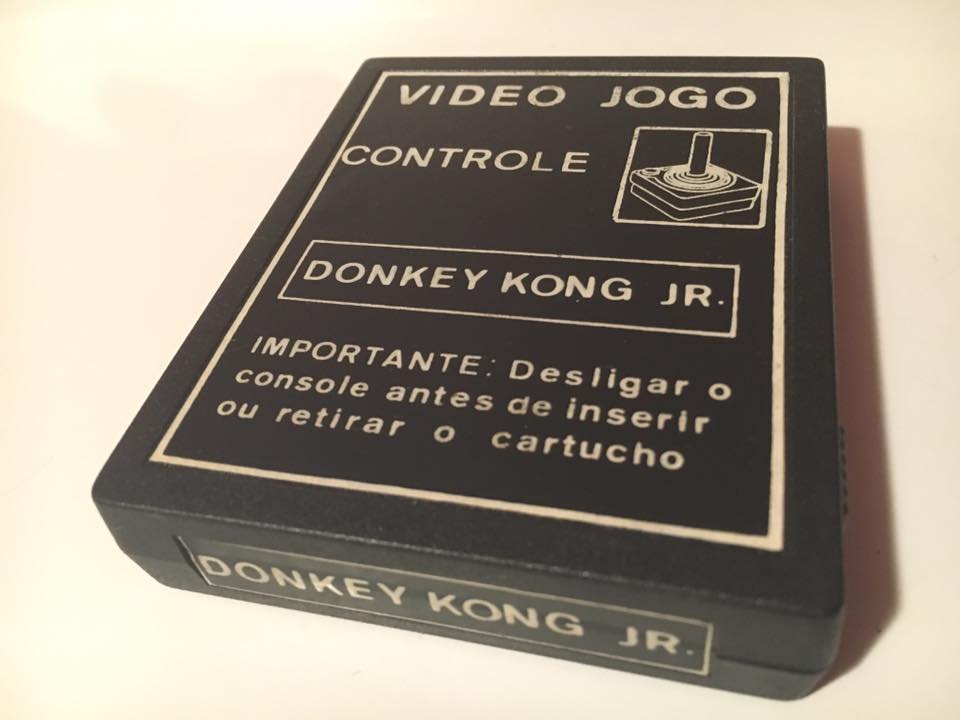 VIDEO JOGO
CONTROLE
DONKEY KONG JR.
IMPORTANTE: Desligar o
console antes de inserir
ou retirar o cartucho
DONKEY KONG JR.